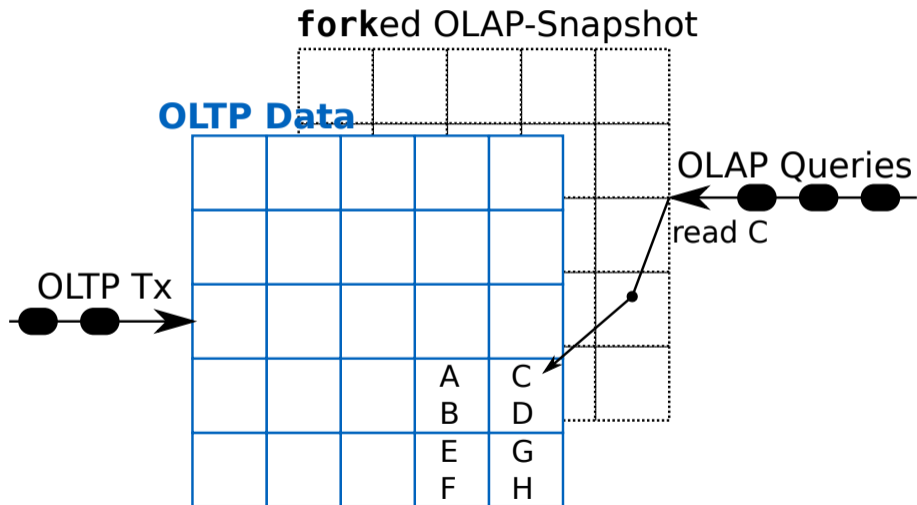 forked OLAP-Snapshot
OLTP Data
OLAP Queries
read C
OLTP Tx
A C
B D
E G
F H